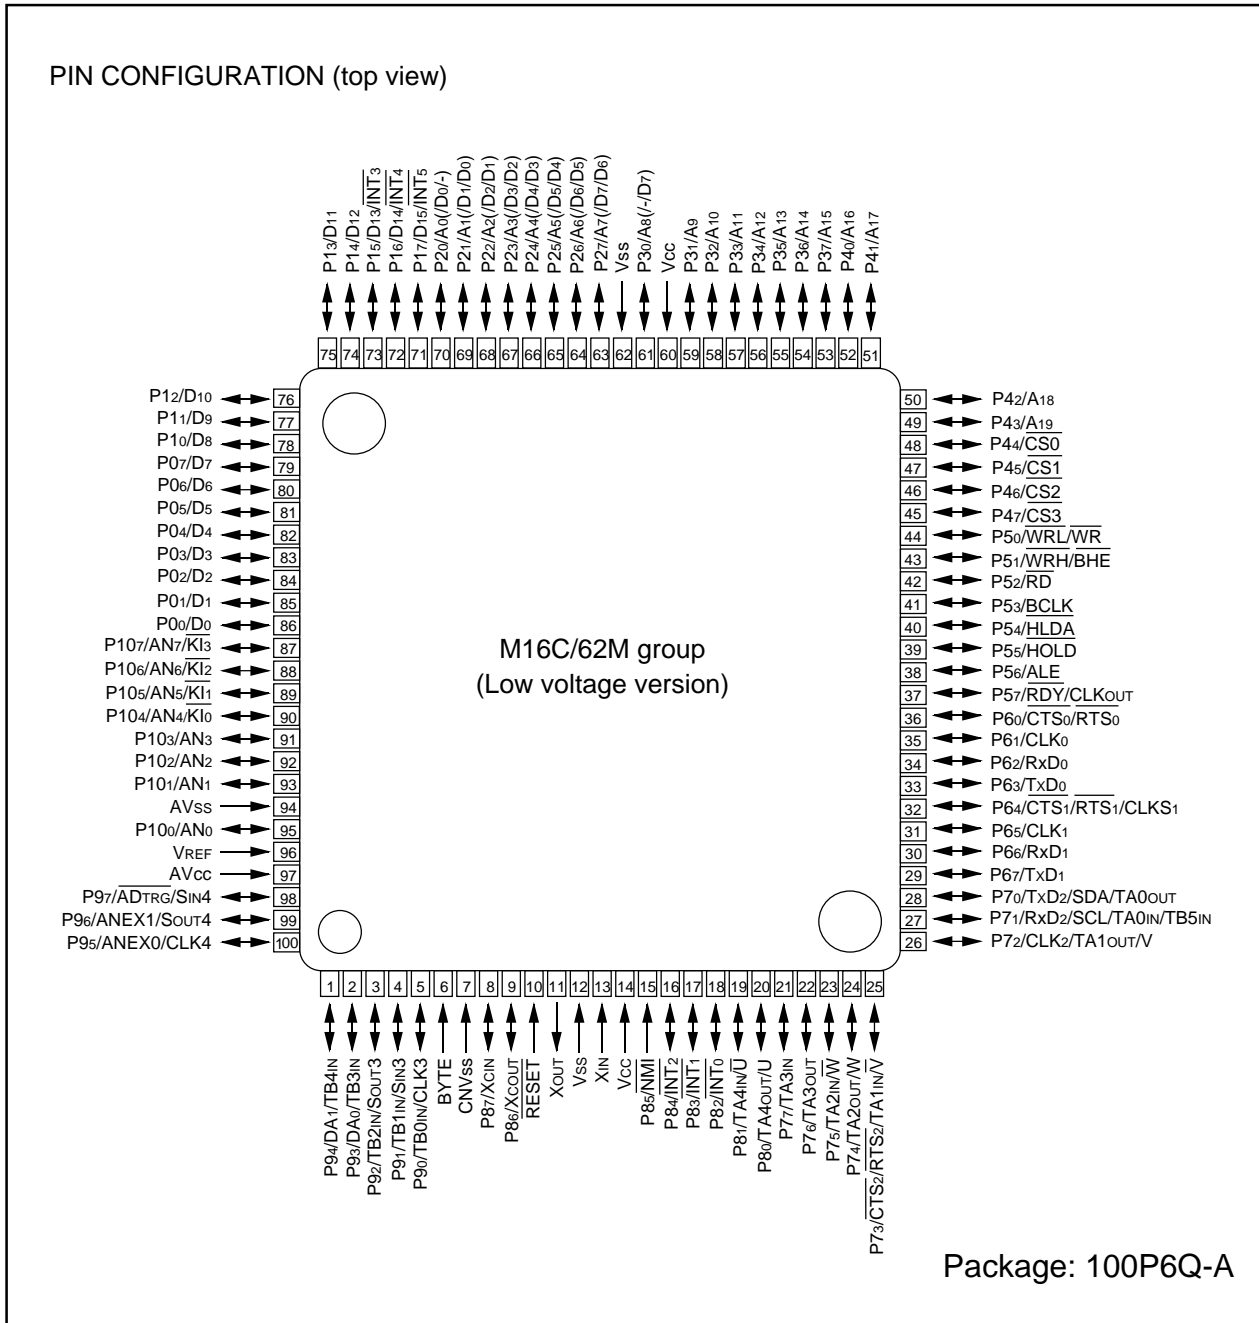 PIN CONFIGURATION (top view)
P13/D11
P14/D12
P15/D13/INT3
P16/D14/INT4
P17/D15/INT5
P20/A0(/D0/-)
P21/A1(/D1/D0)
P22/A2(/D2/D1)
P23/A3(/D3/D2)
P24/A4(/D4/D3)
P25/A5(/D5/D4)
P26/A6(/D6/D5)
P27/A7(/D7/D6)
Vss
P30/A8(/-/D7)
Vcc
P31/A9
P32/A10
P33/A11
P34/A12
P35/A13
P36/A14
P37/A15
P40/A16
P41/A17
75 74 73 72 71 70 69 68 67 66 65 64 63 62 61 60 59 58 57 56 55 54 53 52 51
P12/D10 76
P11/D9 77
P10/D8 78
P07/D7 79
P06/D6 80
P05/D5 81
P04/D4 82
P03/D3 83
P02/D2 84
P01/D1 85
P00/D0 86
P107/AN7/KI3 87
P106/AN6/KI2 88
P105/AN5/KI1 89
P104/AN4/KI0 90
P103/AN3 91
P102/AN2 92
P101/AN1 93
AVss 94
P100/AN0 95
VREF 96
AVcc 97
P97/ADTRG/SIN4 98
P96/ANEX1/SOUT4 99
P95/ANEX0/CLK4 100
M16C/62M group
(Low voltage version)
50 P42/A18
49 P43/A19
48 P44/CS0
47 P45/CS1
46 P46/CS2
45 P47/CS3
44 P50/WRL/WR
43 P51/WRH/BHE
42 P52/RD
41 P53/BCLK
40 P54/HLDA
39 P55/HOLD
38 P56/ALE
37 P57/RDY/CLKOUT
36 P60/CTS0/RTS0
35 P61/CLK0
34 P62/RxD0
33 P63/TXD0
32 P64/CTS1/RTS1/CLKS1
31 P65/CLK1
30 P66/RxD1
29 P67/TXD1
28 P70/TXD2/SDA/TA0OUT
27 P71/RxD2/SCL/TA0IN/TB5IN
26 P72/CLK2/TA1OUT/V
1 2 3 4 5 6 7 8 9 10 11 12 13 14 15 16 17 18 19 20 21 22 23 24 25
P94/DA1/TB4IN
P93/DA0/TB3IN
P92/TB2IN/SOUT3
P91/TB1IN/SIN3
P90/TB0IN/CLK3
BYTE
CNVss
P87/XCIN
P86/XCOUT
RESET
XOUT
VSS
XIN
VCC
P85/NMI
P84/INT2
P83/INT1
P82/INT0
P81/TA4IN/U
P80/TA4OUT/U
P77/TA3IN
P76/TA3OUT
P75/TA2IN/W
P74/TA2OUT/W
P73/CTS2/RTS2/TA1IN/V
Package: 100P6Q-A